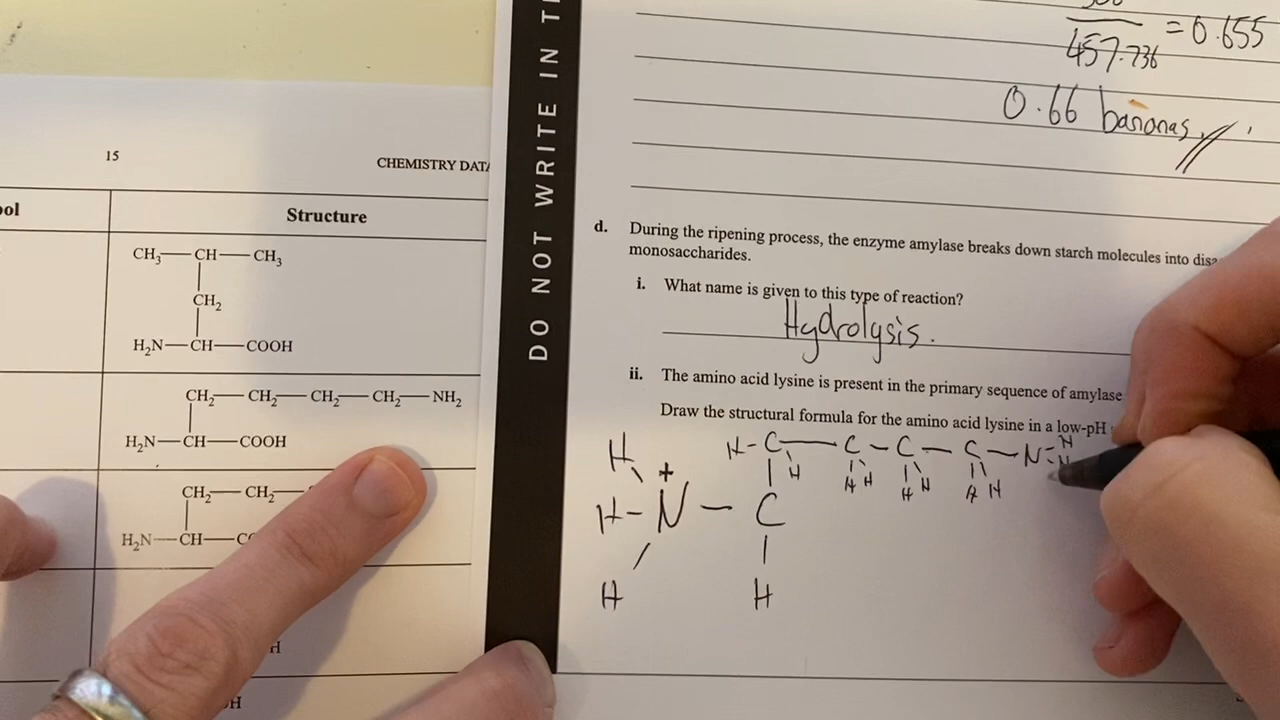 15
CHEMISTRY DATA
Structure
CH3—CH—CH3
CH2
H2N—CH—COOH
CH2—CH2—CH2—CH2—NH2
H2N—CH—COOH
CH2—CH2—
H2N—CH—C
DO NOT WRITE IN
457.736
= 0.655
0.66 bananas
d. During the ripening process, the enzyme amylase breaks down starch molecules into
monosaccharides.
i. What name is given to this type of reaction?
Hydrolysis.
ii. The amino acid lysine is present in the primary sequence of amylase
Draw the structural formula for the amino acid lysine in a low-pH
H-C—C-C—C—N=H
H H H H H H H H
H +
H-N—C
H H